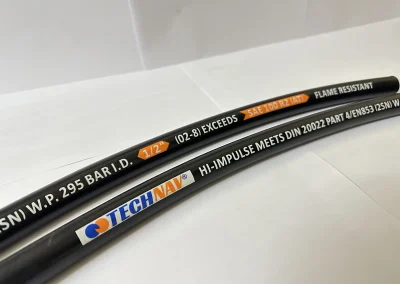 2SN) W.P. 295 BAR I.D. 1/2" (02-8) EXCEEDS SAE 100 R2 (AT) FLAME RESISTANT
TECHNAV® HI-IMPULSE MEETS DIN 20022 PART 4/EN853 (2SN) W